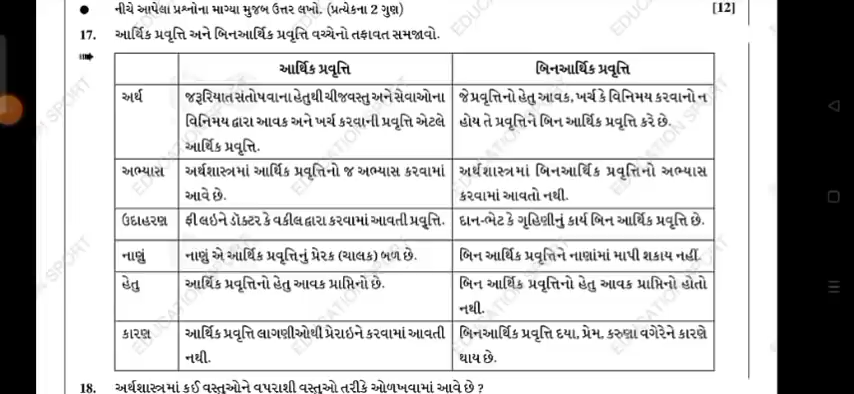 ● નીચે આપેલા પ્રશ્નોના માગ્યા મુજબ ઉત્તર લખો. (પ્રત્યેકના 2 ગુણ) [12]
17. આર્થિક પ્રવૃત્તિ અને બિનઆર્થિક પ્રવૃત્તિ વચ્ચેનો તફાવત સમજાવો.
આર્થિક પ્રવૃત્તિ બિનઆર્થિક પ્રવૃત્તિ
અર્થ જરૂરિયાત સંતોષવાના હેતુથી ચીજવસ્તુ અને સેવાઓના જે પ્રવૃત્તિનો હેતુ આવક, ખર્ચ કે વિનિમય કરવાનો ન
વિનિમય દ્વારા આવક અને ખર્ચ કરવાની પ્રવૃત્તિ એટલે હોય તે પ્રવૃત્તિને બિન આર્થિક પ્રવૃત્તિ કરે છે.
આર્થિક પ્રવૃત્તિ.
અભ્યાસ અર્થશાસ્ત્રમાં આર્થિક પ્રવૃત્તિનો જ અભ્યાસ કરવામાં અર્થશાસ્ત્રમાં બિનઆર્થિક પ્રવૃત્તિનો અભ્યાસ
આવે છે. કરવામાં આવતો નથી.
ઉદાહરણ ફી લઇને ડૉક્ટર કે વકીલ દ્વારા કરવામાં આવતી પ્રવૃત્તિ. દાન-ભેટ કે ગૃહિણીનું કાર્ય બિન આર્થિક પ્રવૃત્તિ છે.
નાણું નાણું એ આર્થિક પ્રવૃત્તિનું પ્રેરક (ચાલક) બળ છે. બિન આર્થિક પ્રવૃત્તિને નાણાંમાં માપી શકાય નહીં.
હેતુ આર્થિક પ્રવૃત્તિનો હેતુ આવક પ્રાપ્તિનો છે. બિન આર્થિક પ્રવૃત્તિનો હેતુ આવક પ્રાપ્તિનો હોતો
નથી.
કારણ આર્થિક પ્રવૃત્તિ લાગણીઓથી પ્રેરાઇને કરવામાં આવતી બિનઆર્થિક પ્રવૃત્તિ દયા, પ્રેમ, કરુણા વગેરેને કારણે
નથી. થાય છે.
18. અર્થશાસ્ત્રમાં કઈ વસ્તુઓને વપરાશી વસ્તુઓ તરીકે ઓળખવામાં આવે છે ?
EDUCATION SPORT